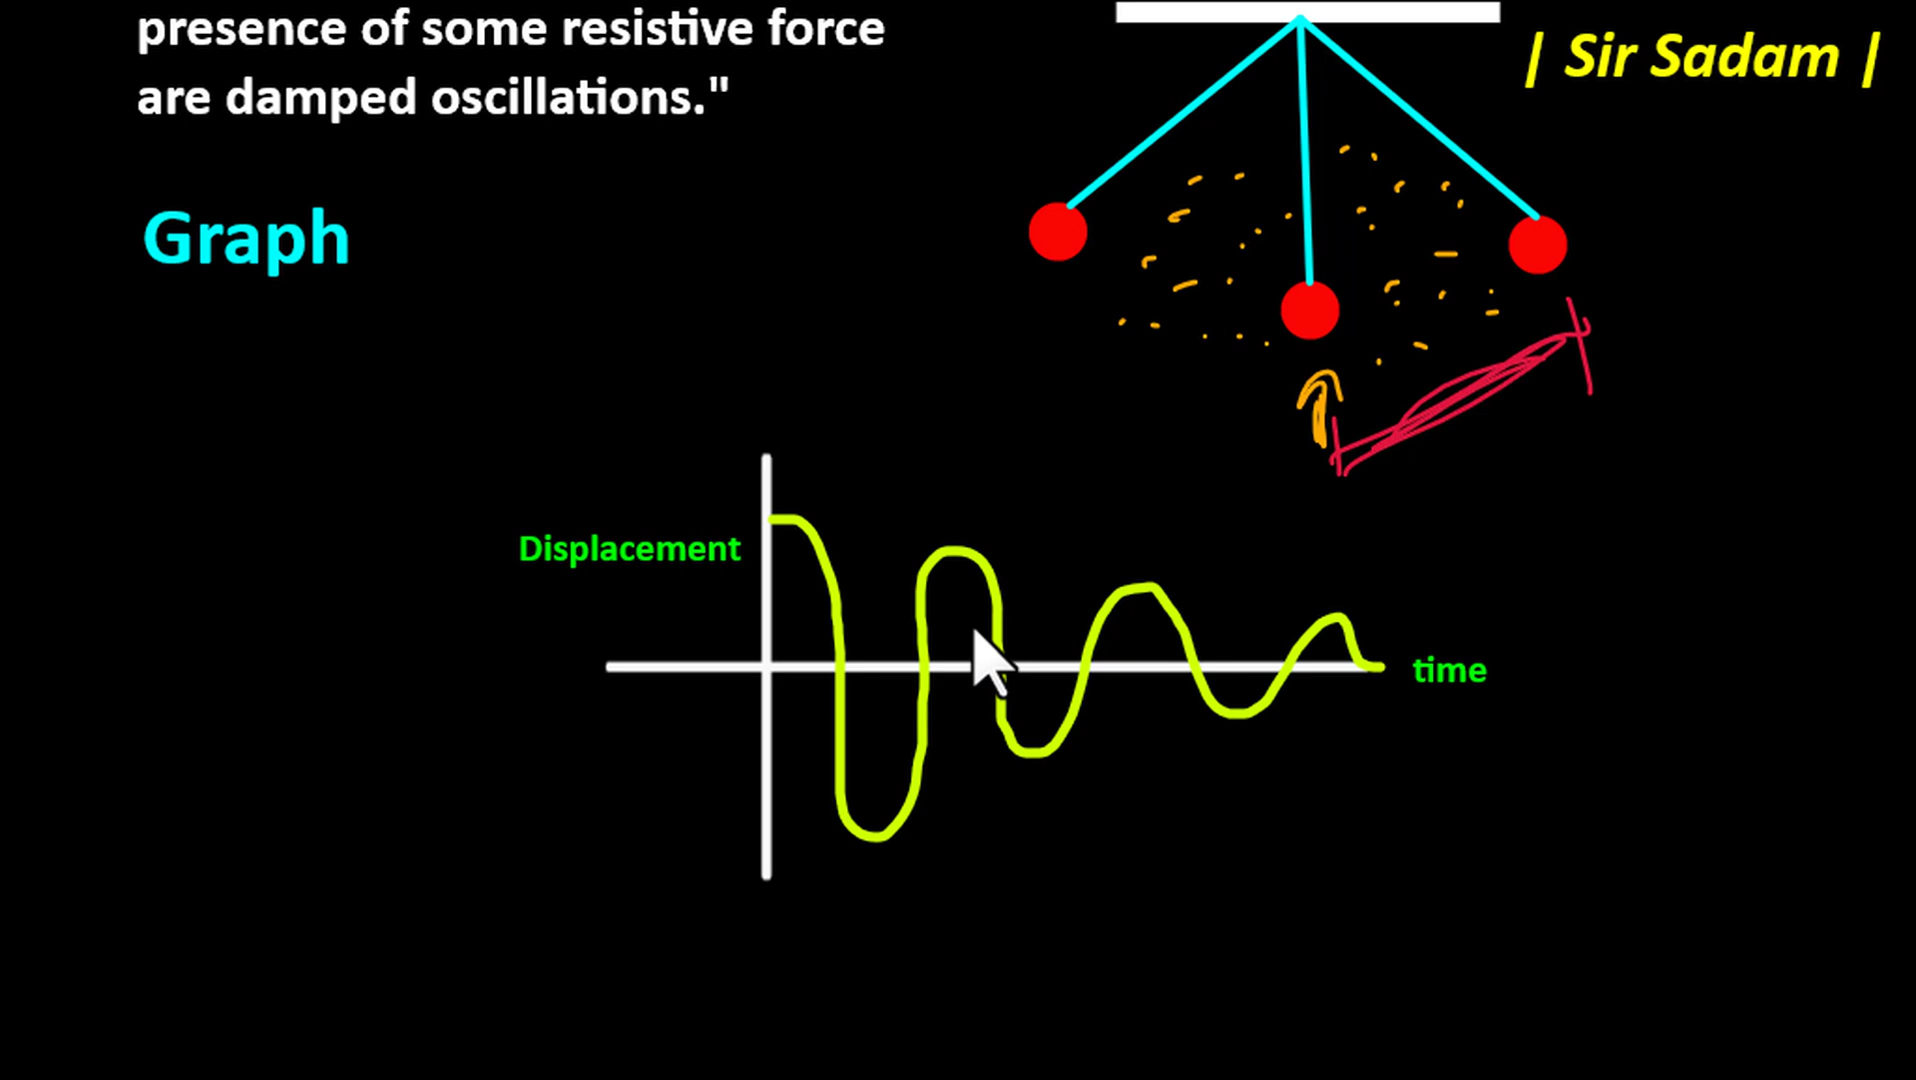 presence of some resistive force
are damped oscillations."
| Sir Sadam |
Graph
Displacement
time